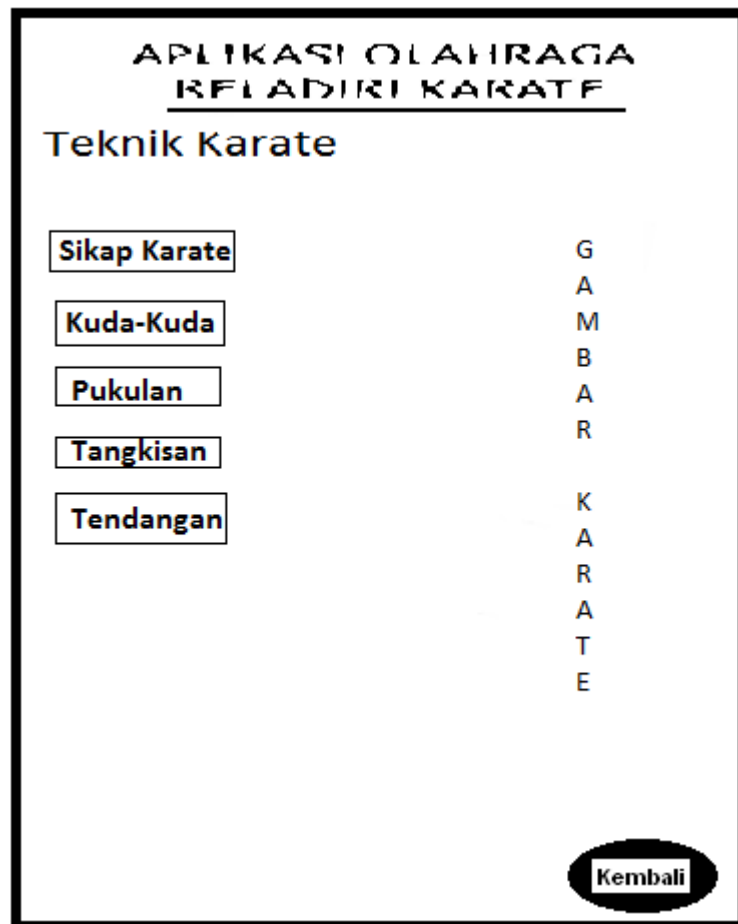 APLIKASI OLAHRAGA
BELADIRI KARATE
Teknik Karate
Sikap Karate
Kuda-Kuda
Pukulan
Tangkisan
Tendangan
G
A
M
B
A
R
K
A
R
A
T
E
Kembali